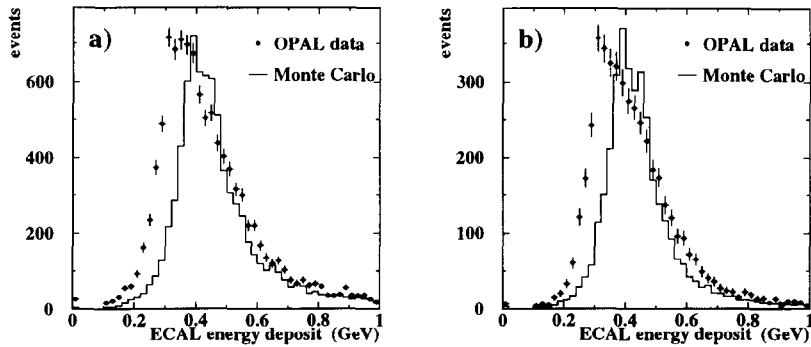 events
a)
OPAL data
Monte Carlo
600
400
200
0
0 0.2 0.4 0.6 0.8 1
ECAL energy deposit (GeV)
events
b)
OPAL data
Monte Carlo
300
200
100
0
0 0.2 0.4 0.6 0.8 1
ECAL energy deposit (GeV)